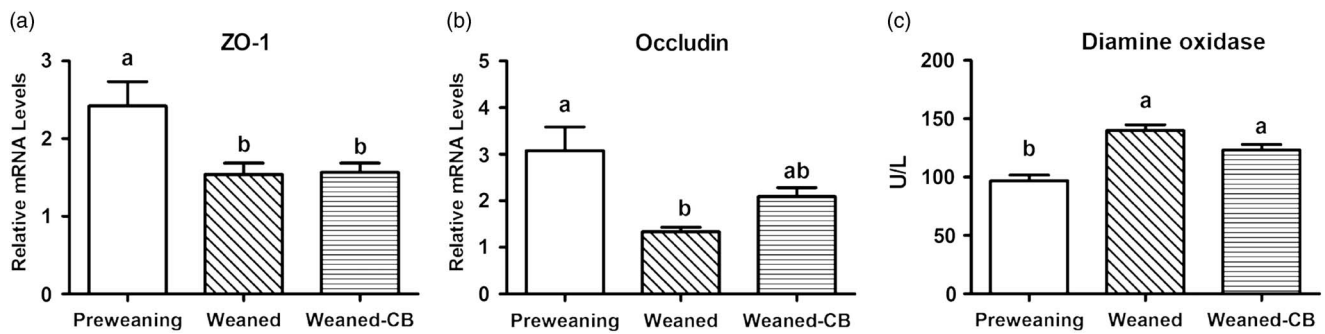 (a)
ZO-1
Relative mRNA Levels
3
2
1
0
a
b
b
Preweaning Weaned Weaned-CB
(b)
Occludin
Relative mRNA Levels
5
4
3
2
1
0
a
b
ab
Preweaning Weaned Weaned-CB
(c)
Diamine oxidase
U/L
200
150
100
50
0
b
a
a
Preweaning Weaned Weaned-CB